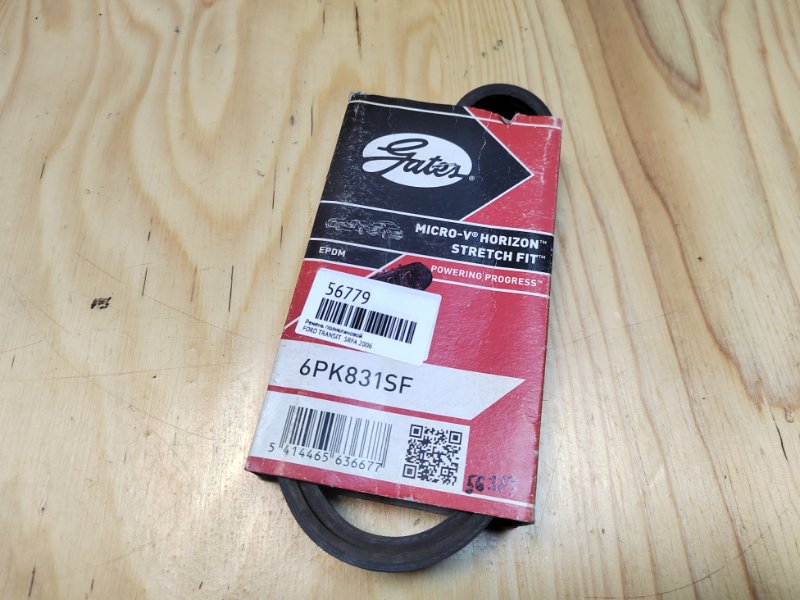 Gates®
MICRO-V® HORIZON™
STRETCH FIT™
EPDM
POWERING PROGRESS™
56779
Ремень поликлиновой
FORD TRANSIT SRFA 2006
6PK831SF
5 414465 636677